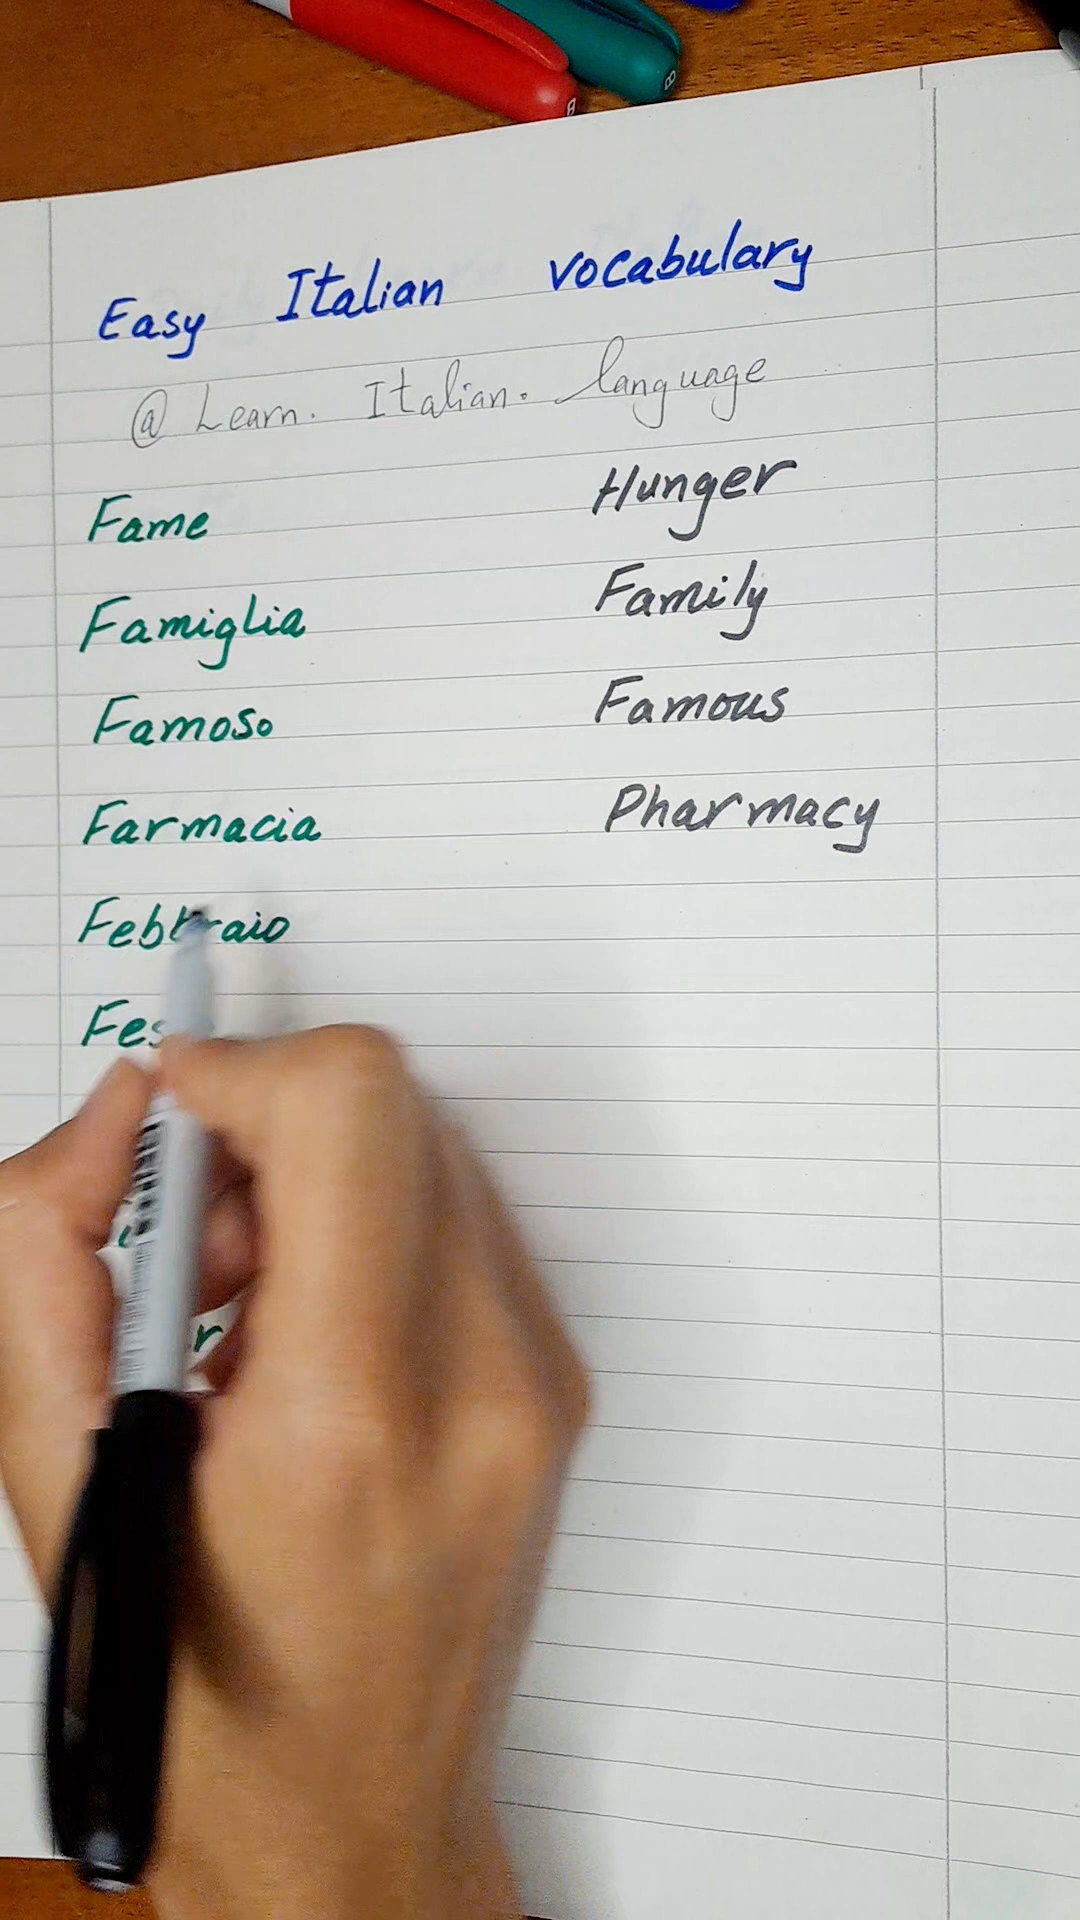 Easy Italian vocabulary
@ Learn. Italian. language
Fame Hunger
Famiglia Family
Famoso Famous
Farmacia Pharmacy
Febbraio